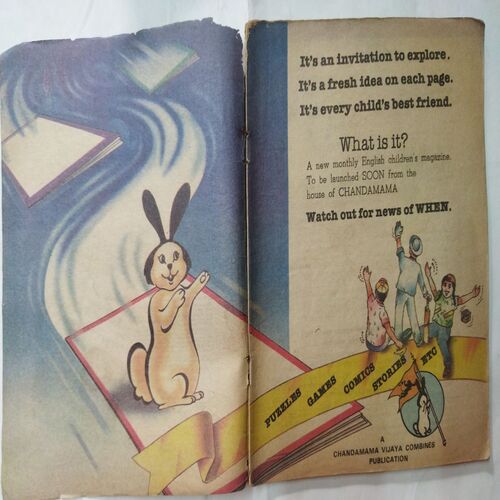 It's an invitation to explore.
It's a fresh idea on each page.
It's every child's best friend.
What is it?
A new monthly English children's magazine.
To be launched SOON from the
house of CHANDAMAMA
Watch out for news of WHEN.
PUZZLES GAMES COMICS STORIES ETC
A
CHANDAMAMA VIJAYA COMBINES
PUBLICATION